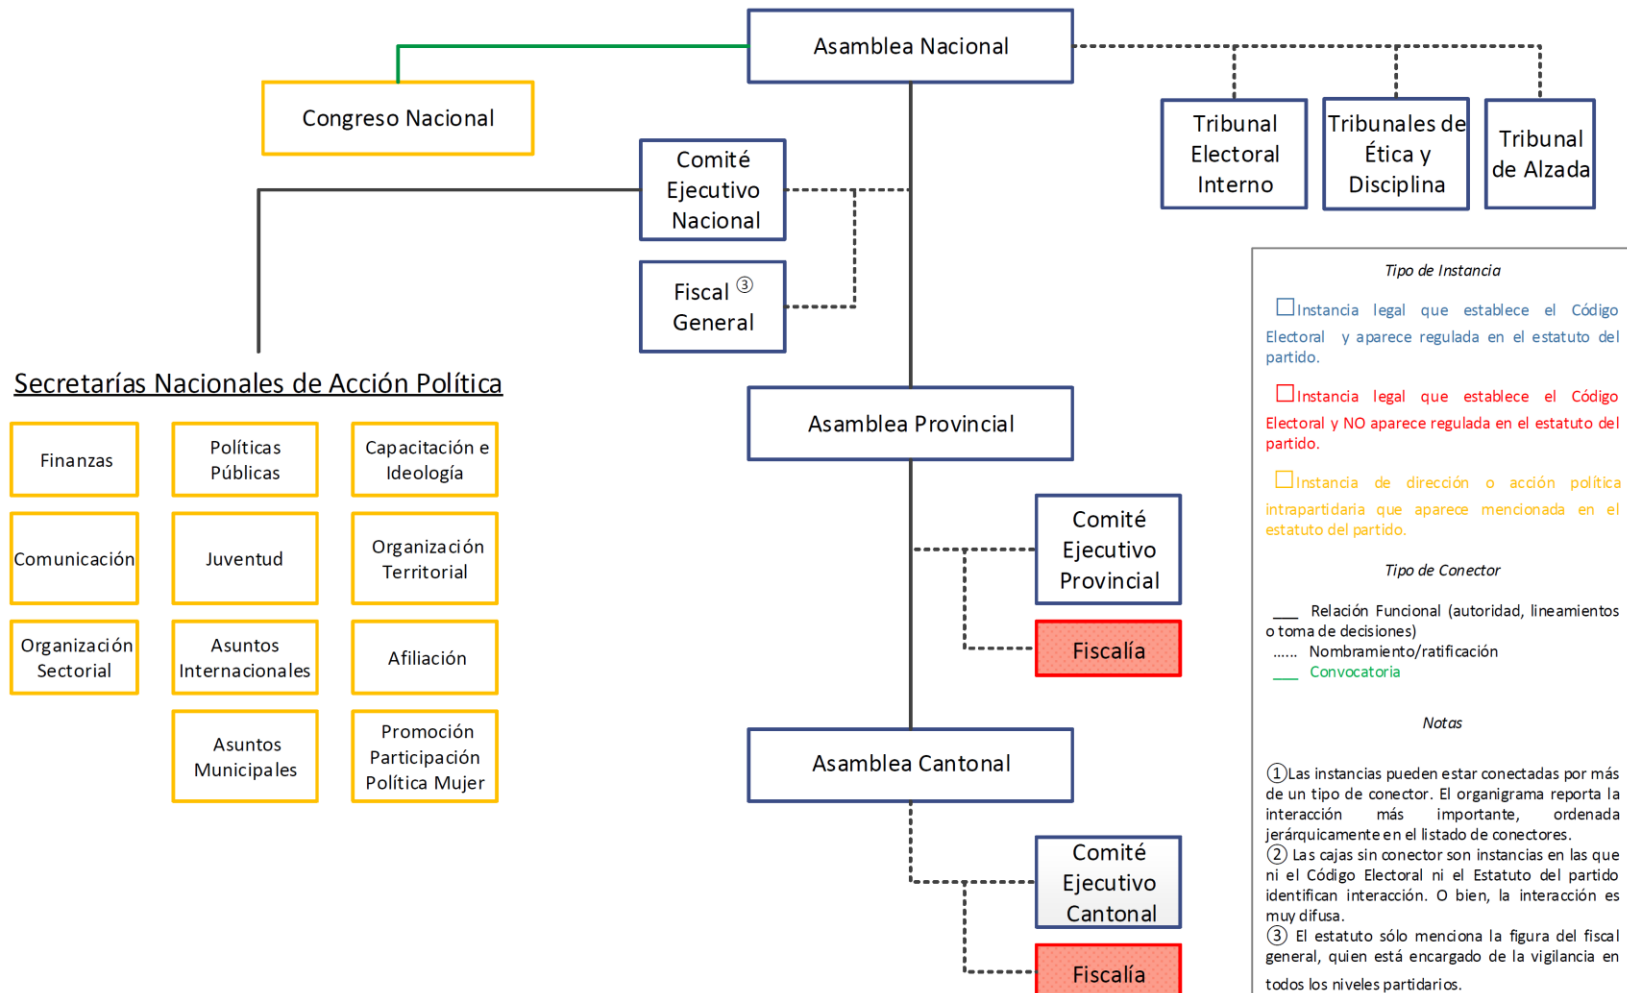 Asamblea Nacional
Congreso Nacional
Comité
Ejecutivo
Nacional
Fiscal ③
General
Tribunal
Electoral
Interno
Tribunales de
Ética y
Disciplina
Tribunal
de Alzada
Secretarías Nacionales de Acción Política
Finanzas
Políticas
Públicas
Capacitación e
Ideología
Comunicación
Juventud
Organización
Territorial
Organización
Sectorial
Asuntos
Internacionales
Afiliación
Asuntos
Municipales
Promoción
Participación
Política Mujer
Asamblea Provincial
Comité
Ejecutivo
Provincial
Fiscalía
Asamblea Cantonal
Comité
Ejecutivo
Cantonal
Fiscalía
Tipo de Instancia
Instancia legal que establece el Código
Electoral y aparece regulada en el estatuto del
partido.
Instancia legal que establece el Código
Electoral y NO aparece regulada en el estatuto del
partido.
Instancia de dirección o acción política
intrapartidaria que aparece mencionada en el
estatuto del partido.
Tipo de Conector
___ Relación Funcional (autoridad, lineamientos
o toma de decisiones)
...... Nombramiento/ratificación
___ Convocatoria
Notas
①Las instancias pueden estar conectadas por más
de un tipo de conector. El organigrama reporta la
interacción más importante, ordenada
jerárquicamente en el listado de conectores.
② Las cajas sin conector son instancias en las que
ni el Código Electoral ni el Estatuto del partido
identifican interacción. O bien, la interacción es
muy difusa.
③ El estatuto sólo menciona la figura del fiscal
general, quien está encargado de la vigilancia en
todos los niveles partidarios.